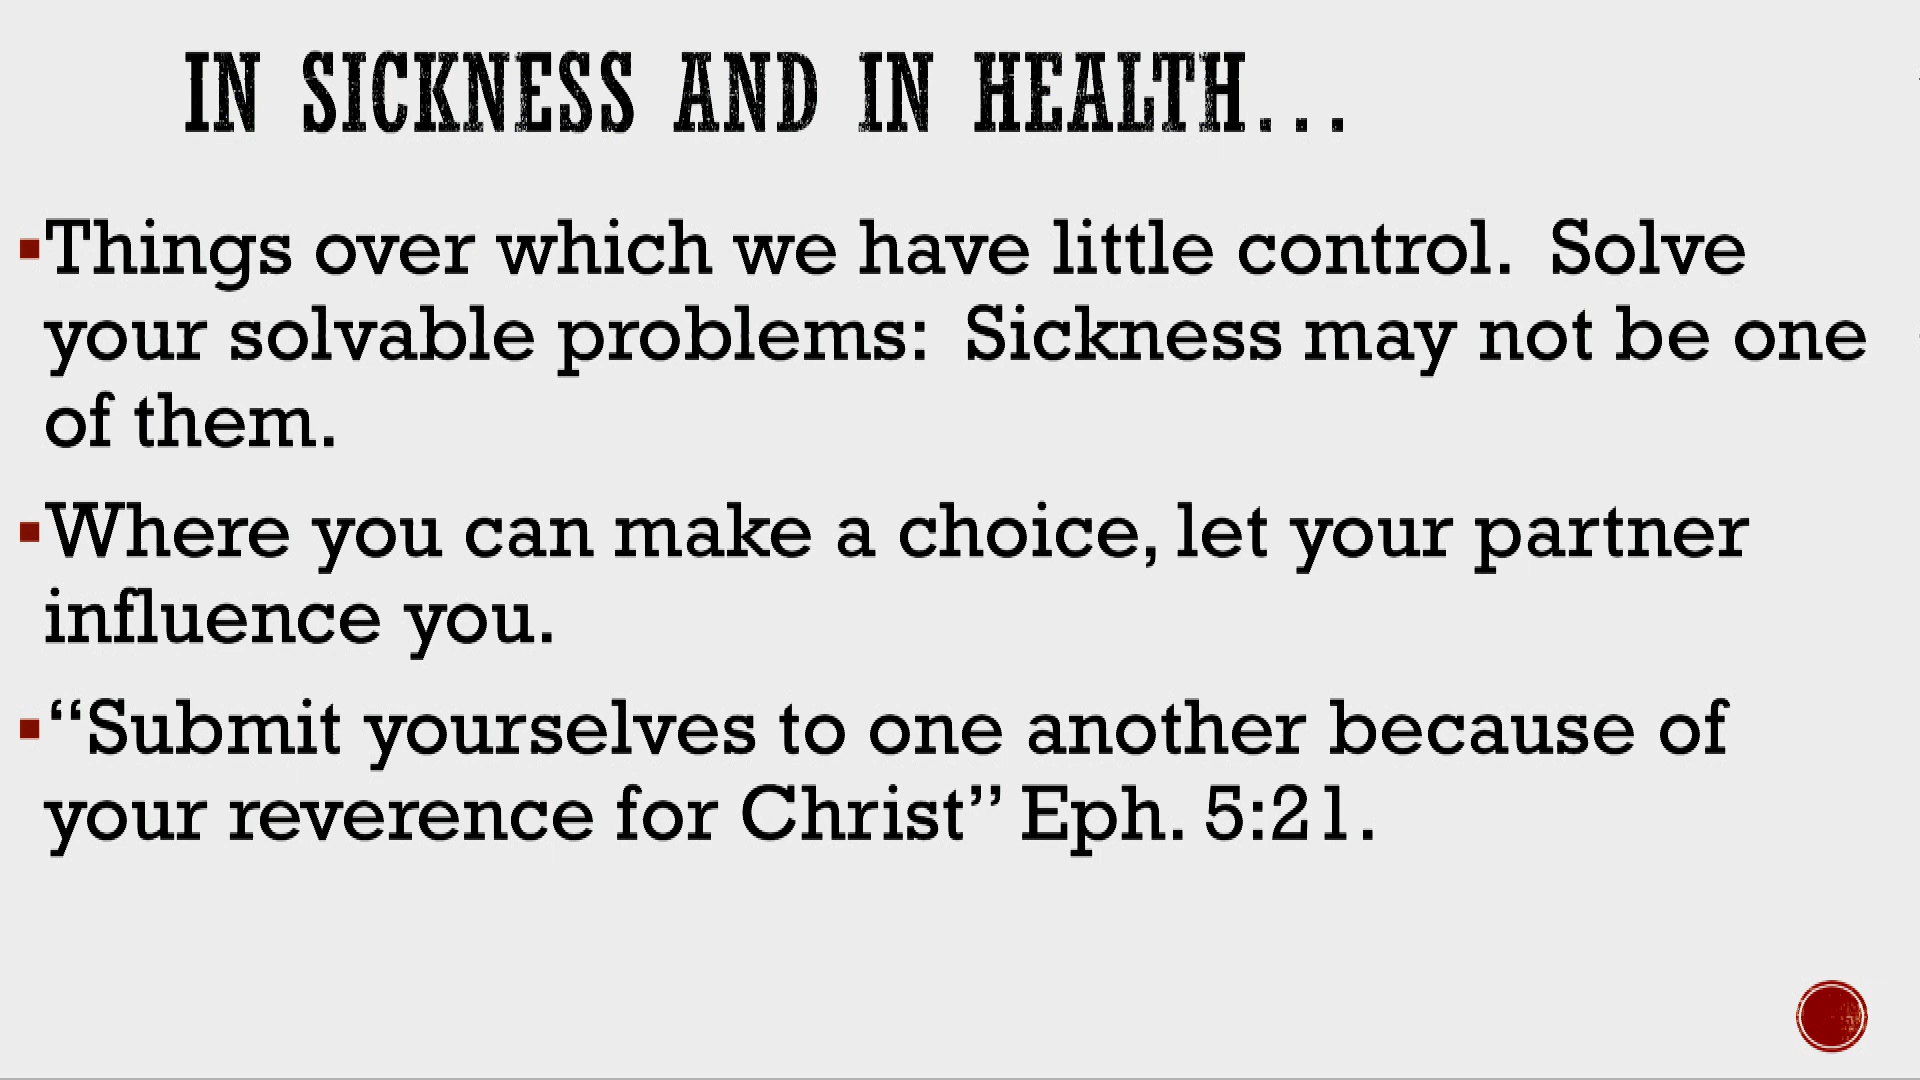 IN SICKNESS AND IN HEALTH...
▪Things over which we have little control.  Solve
your solvable problems:  Sickness may not be one
of them.
▪Where you can make a choice, let your partner
influence you.
▪“Submit yourselves to one another because of
your reverence for Christ” Eph. 5:21.